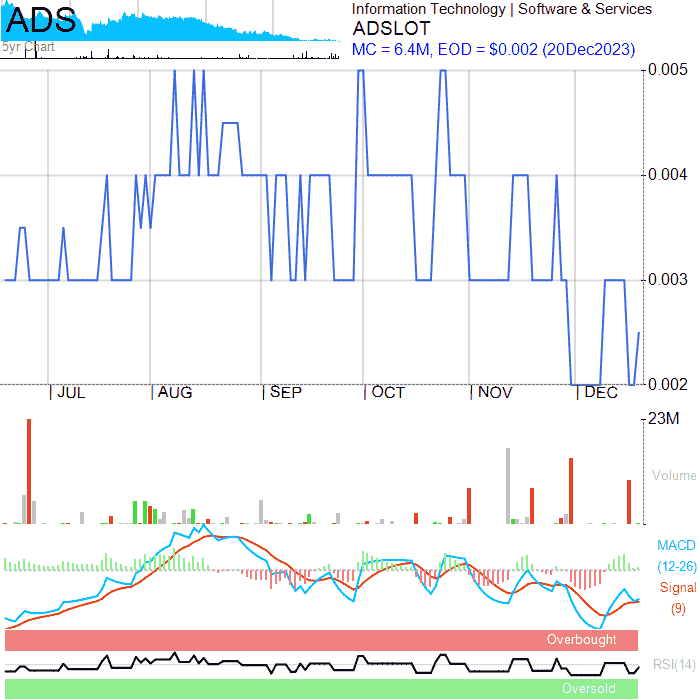 ADS
5yr Chart
Information Technology | Software & Services
ADSLOT
MC = 6.4M, EOD = $0.002 (20Dec2023)
0.005
0.004
0.003
0.002
JUL AUG SEP OCT NOV DEC
23M
Volume
MACD
(12-26)
Signal
(9)
Overbought
RSI(14)
Oversold